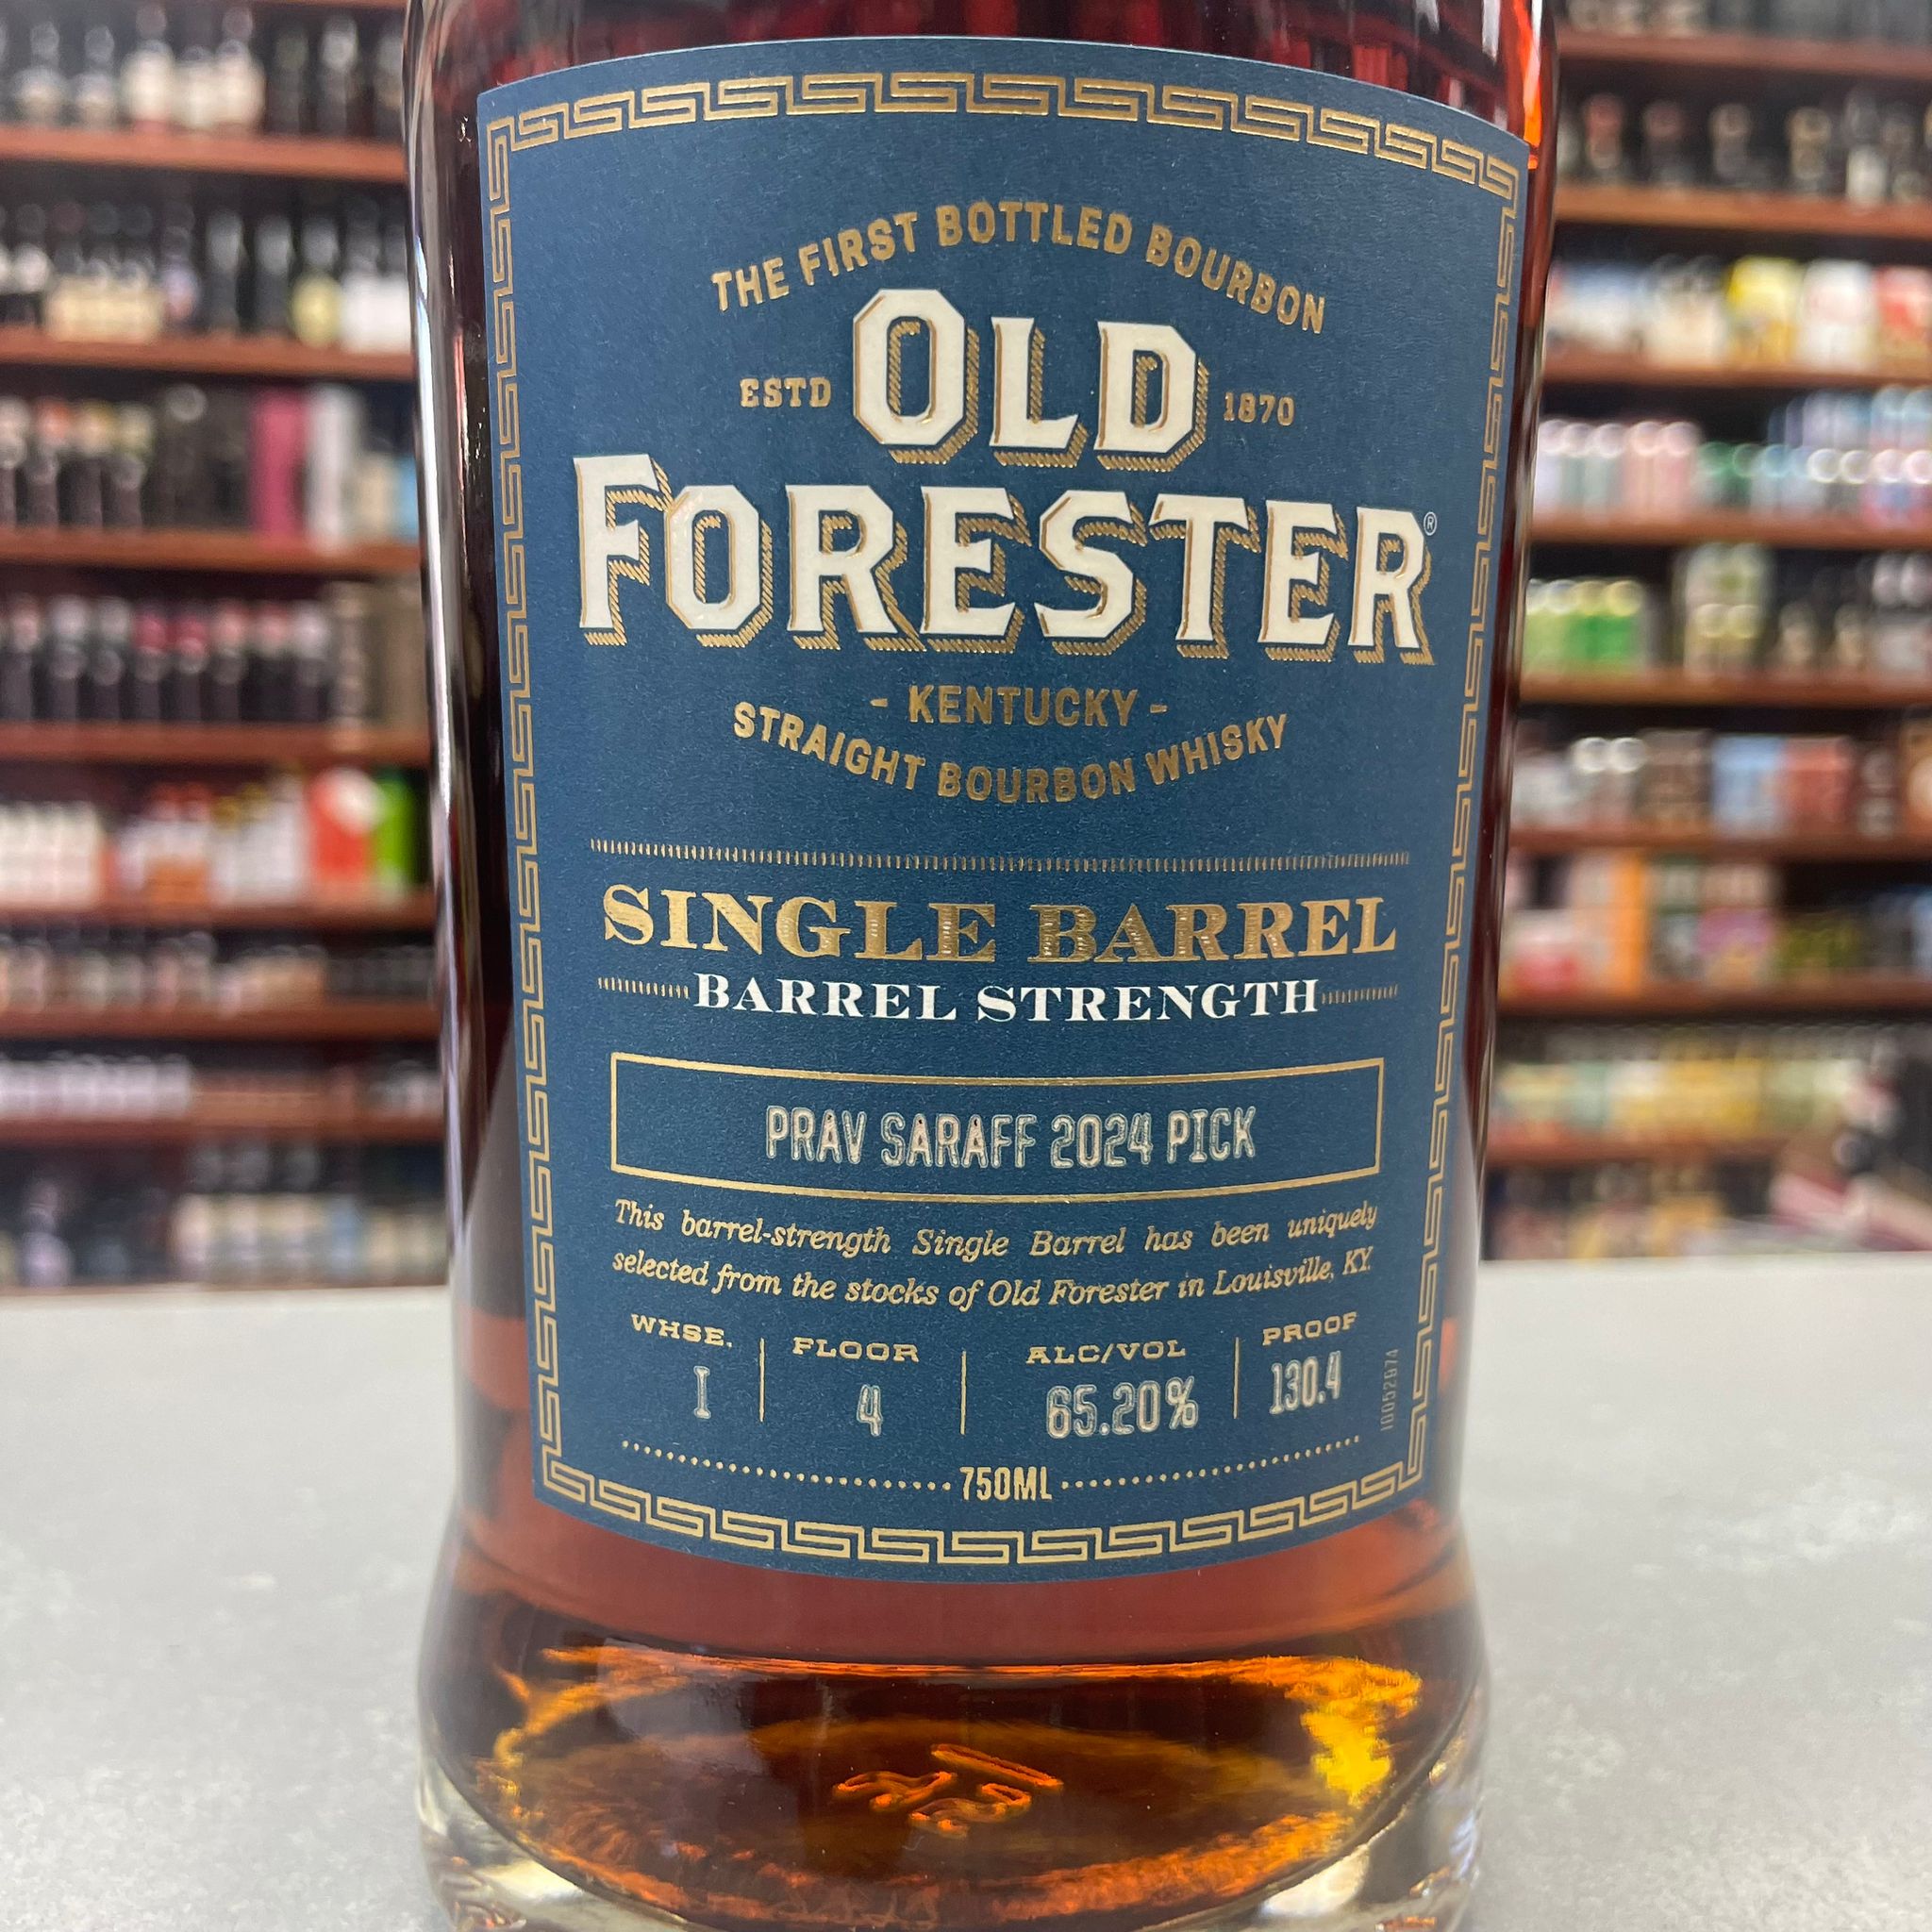 THE FIRST BOTTLED BOURBON
ESTD OLD 1870
FORESTER®
- KENTUCKY -
STRAIGHT BOURBON WHISKY
SINGLE BARREL
BARREL STRENGTH
PRAV SARAFF 2024 PICK
This barrel-strength Single Barrel has been uniquely
selected from the stocks of Old Forester in Louisville, KY.
WHSE. FLOOR ALC/VOL PROOF
I 4 65.20% 130.4
750ML